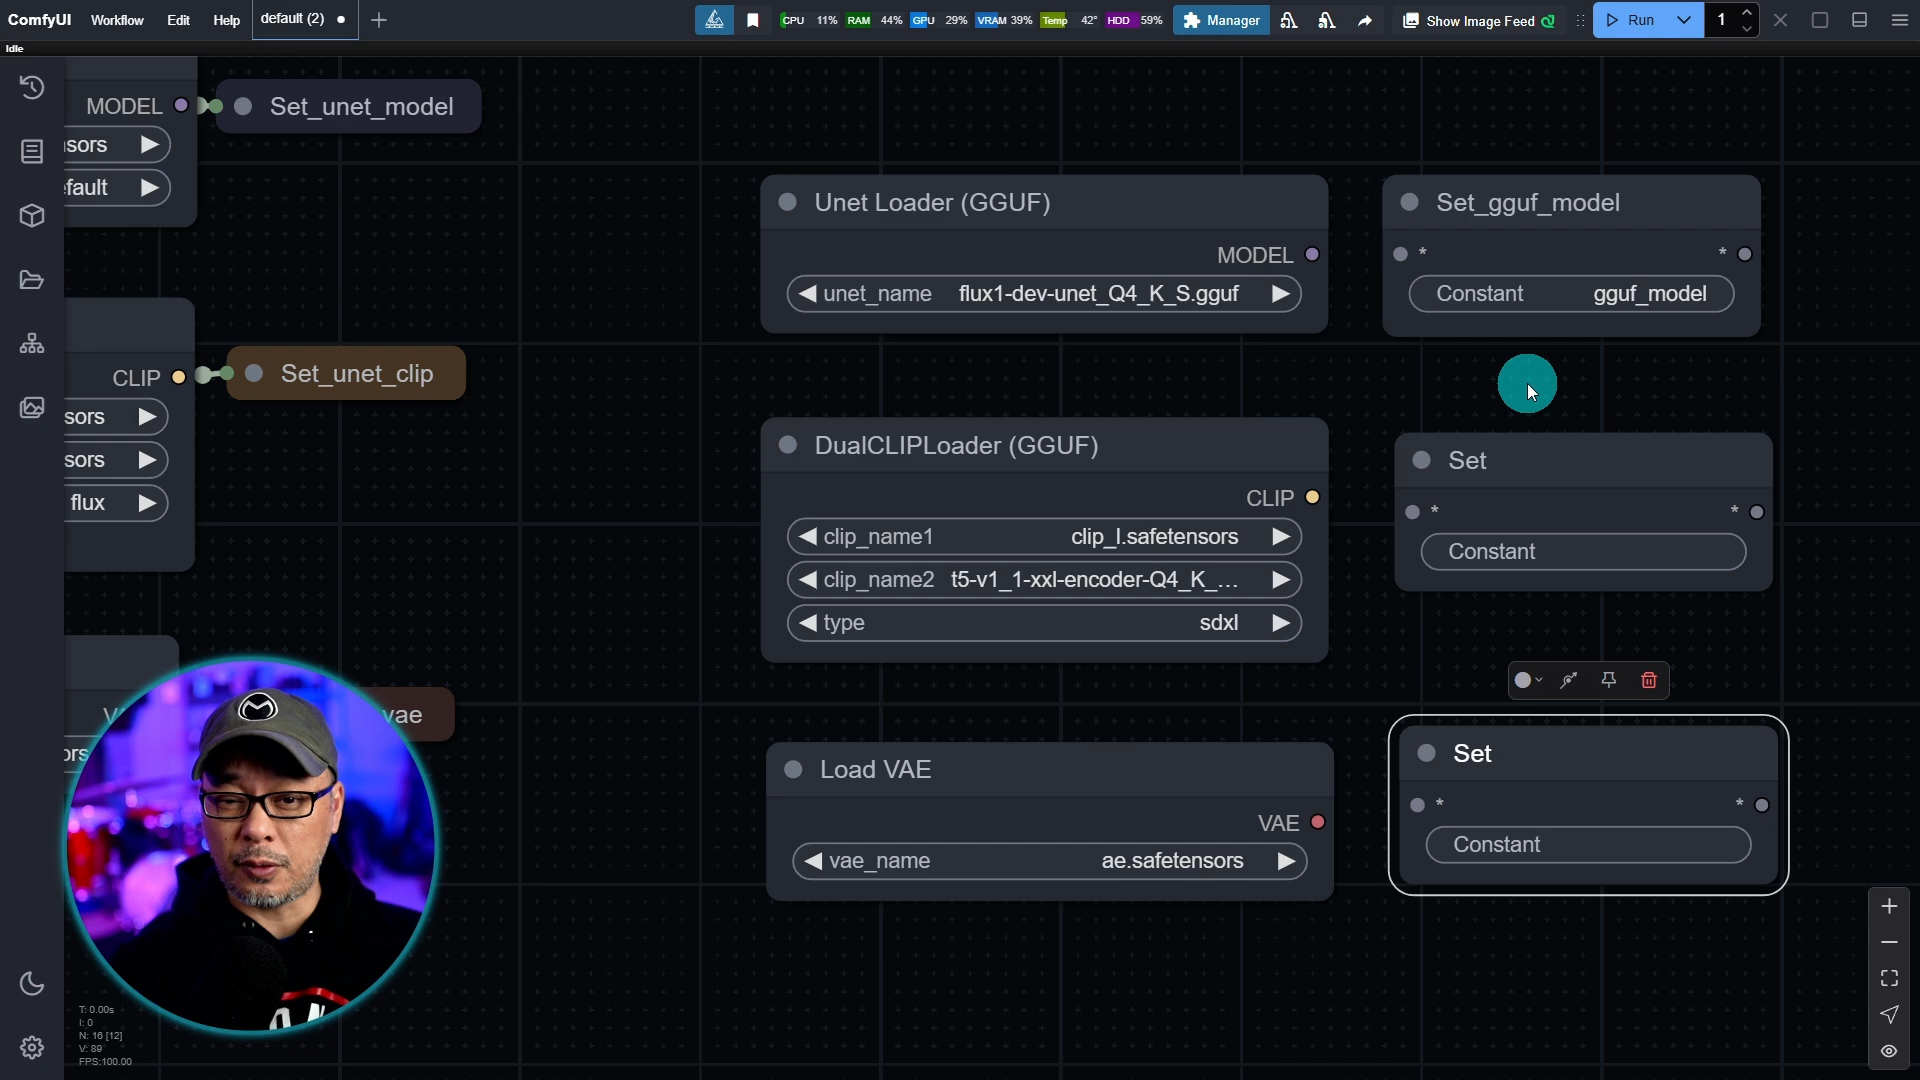 ComfyUI Workflow Edit Help default (2) CPU 11% RAM 44% GPU 29% VRAM 39% Temp 42° HDD 59% Manager Show Image Feed Run 1
Idle
MODEL
Set_unet_model
sors
efault
Unet Loader (GGUF)
MODEL
unet_name flux1-dev-unet_Q4_K_S.gguf
Set_gguf_model
* *
Constant gguf_model
CLIP
Set_unet_clip
sors
sors
flux
DualCLIPLoader (GGUF)
CLIP
clip_name1 clip_l.safetensors
clip_name2 t5-v1_1-xxl-encoder-Q4_K_...
type sdxl
Set
* *
Constant
vae
Load VAE
VAE
vae_name ae.safetensors
Set
* *
Constant
T: 0.00s
I: 0
N: 16 [12]
V: 89
FPS:100.00